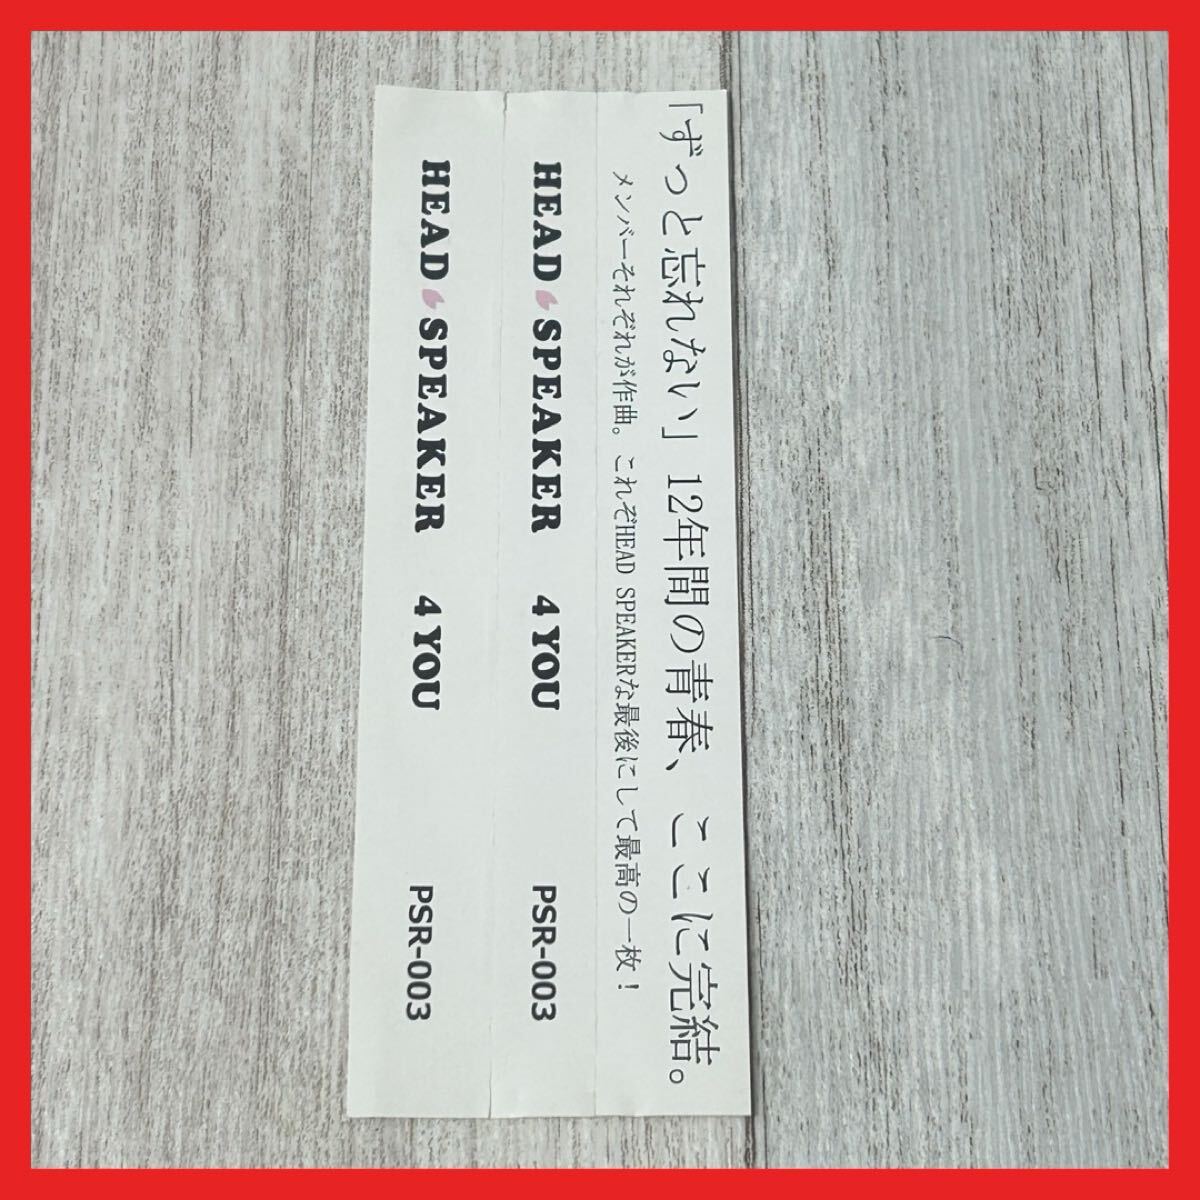 「ずっと忘れない」12年間の青春、ここに完結。
メンバーそれぞれが作曲。これぞHEAD SPEAKERな最後にして最高の一枚！
HEAD SPEAKER 4 YOU PSR-003
HEAD SPEAKER 4 YOU PSR-003